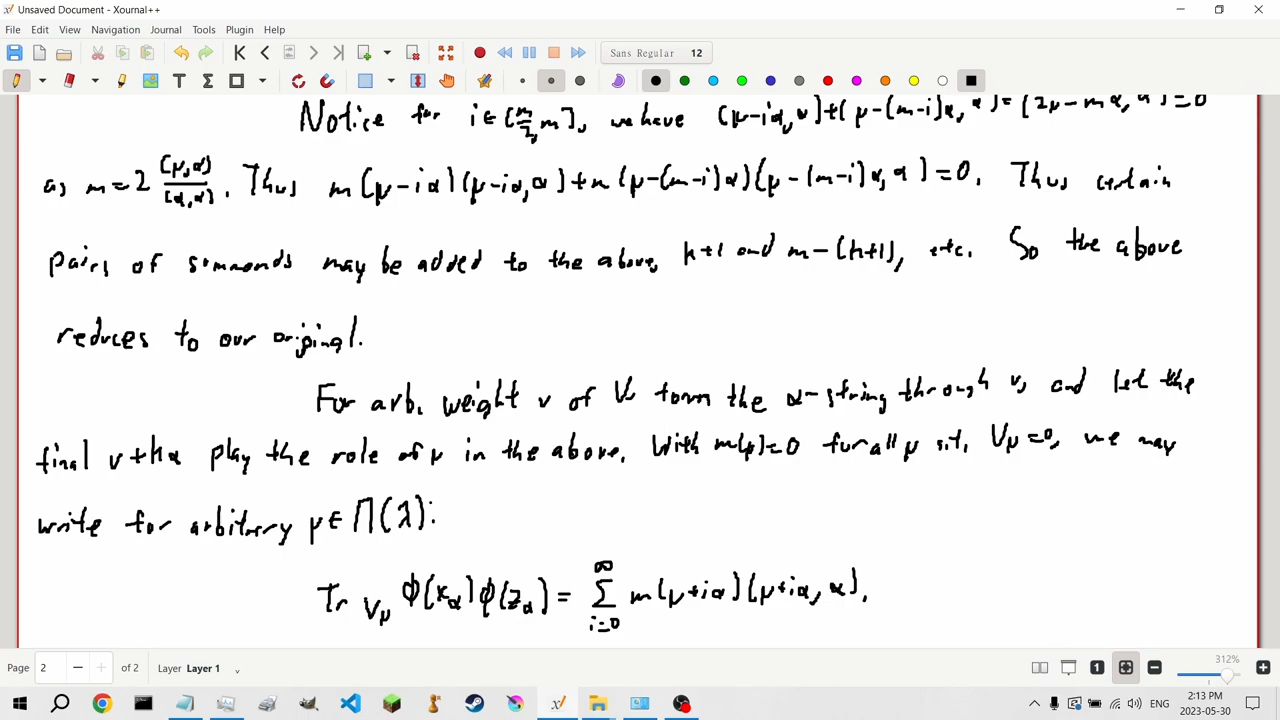 Unsaved Document - Xournal++
File Edit View Navigation Journal Tools Plugin Help
Sans Regular 12
Notice for i∈[m/2, m], we have (μ-iα,α)+(μ-(m-i)α,α)=(2μ-mα,α)=0
as m=2 (μ,α)/(α,α). Thus m(μ-iα)(μ-iα,α)+m(μ-(m-i)α)(μ-(m-i)α,α)=0. Thus certain
pairs of summonds may be added to the above, k+1 and m-(k+1), etc. So the above
reduces to our original.
For arb. weight ν of V, form the α-string through ν, and let the
final ν+kα play the role of μ in the above. With m(μ)=0 for all μ s.t. Vμ=0, we may
write for arbitrary μ∈Π(λ):
Tr Vμ φ(xα)φ(zα) = ∑ i=0 ∞ m(μ+iα)(μ+iα,α).
Page 2 of 2 Layer Layer 1 312%
ENG 2:13 PM
2023-05-30